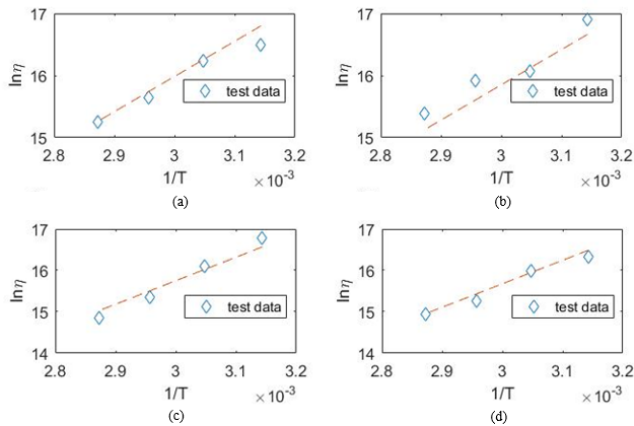 17
16
15
lnη
test data
2.8 2.9 3 3.1 3.2
1/T
×10⁻³
(a)
17
16
15
lnη
test data
2.8 2.9 3 3.1 3.2
1/T
×10⁻³
(b)
17
16
15
14
lnη
test data
2.8 2.9 3 3.1 3.2
1/T
×10⁻³
(c)
17
16
15
14
lnη
test data
2.8 2.9 3 3.1 3.2
1/T
×10⁻³
(d)